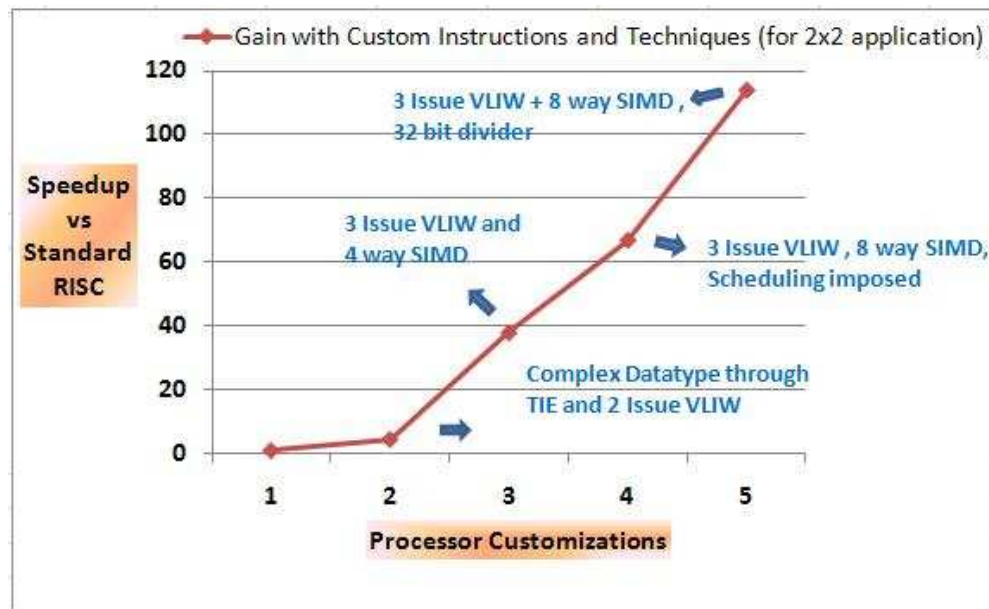 Gain with Custom Instructions and Techniques (for 2x2 application)
120
100
80
60
40
20
0
Speedup
vs
Standard
RISC
3 Issue VLIW + 8 way SIMD ,
32 bit divider
3 Issue VLIW and
4 way SIMD
3 Issue VLIW , 8 way SIMD,
Scheduling imposed
Complex Datatype through
TIE and 2 Issue VLIW
1 2 3 4 5
Processor Customizations